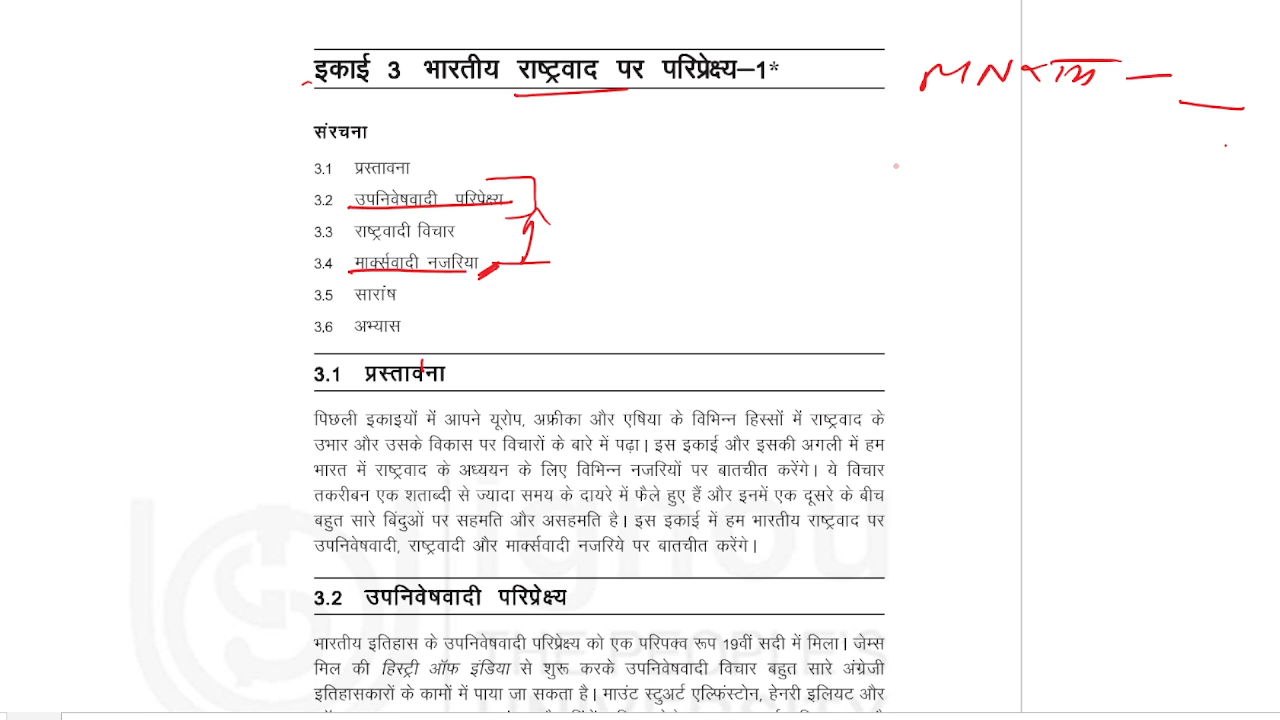 इकाई 3 भारतीय राष्ट्रवाद पर परिप्रेक्ष्य–1*
संरचना
3.1 प्रस्तावना
3.2 उपनिवेषवादी परिप्रेक्ष्य
3.3 राष्ट्रवादी विचार
3.4 मार्क्सवादी नजरिया
3.5 सारांष
3.6 अभ्यास
3.1 प्रस्तावना
पिछली इकाइयों में आपने यूरोप, अफ्रीका और एषिया के विभिन्न हिस्सों में राष्ट्रवाद के
उभार और उसके विकास पर विचारों के बारे में पढ़ा। इस इकाई और इसकी अगली में हम
भारत में राष्ट्रवाद के अध्ययन के लिए विभिन्न नजरियों पर बातचीत करेंगे। ये विचार
तकरीबन एक शताब्दी से ज्यादा समय के दायरे में फैले हुए हैं और इनमें एक दूसरे के बीच
बहुत सारे बिंदुओं पर सहमति और असहमति है। इस इकाई में हम भारतीय राष्ट्रवाद पर
उपनिवेषवादी, राष्ट्रवादी और मार्क्सवादी नजरिये पर बातचीत करेंगे।
3.2 उपनिवेषवादी परिप्रेक्ष्य
भारतीय इतिहास के उपनिवेषवादी परिप्रेक्ष्य को एक परिपक्व रूप 19वीं सदी में मिला। जेम्स
मिल की हिस्ट्री ऑफ इंडिया से शुरू करके उपनिवेषवादी विचार बहुत सारे अंग्रेजी
इतिहासकारों के कामों में पाया जा सकता है। माउंट स्टुअर्ट एल्फिंस्टोन, हेनरी इलियट और
ignou
THE PEOPLE'S
UNIVERSITY